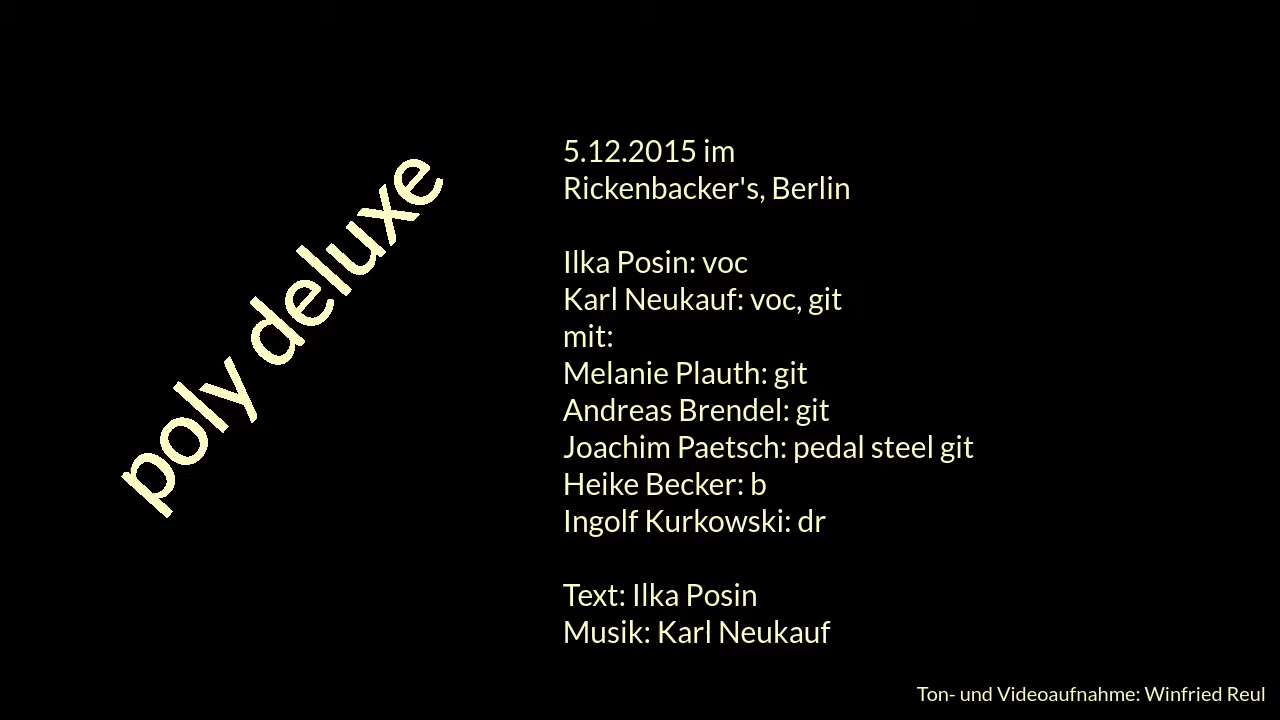 poly deluxe
5.12.2015 im
Rickenbacker's, Berlin
Ilka Posin: voc
Karl Neukauf: voc, git
mit:
Melanie Plauth: git
Andreas Brendel: git
Joachim Paetsch: pedal steel git
Heike Becker: b
Ingolf Kurkowski: dr
Text: Ilka Posin
Musik: Karl Neukauf
Ton- und Videoaufnahme: Winfried Reul